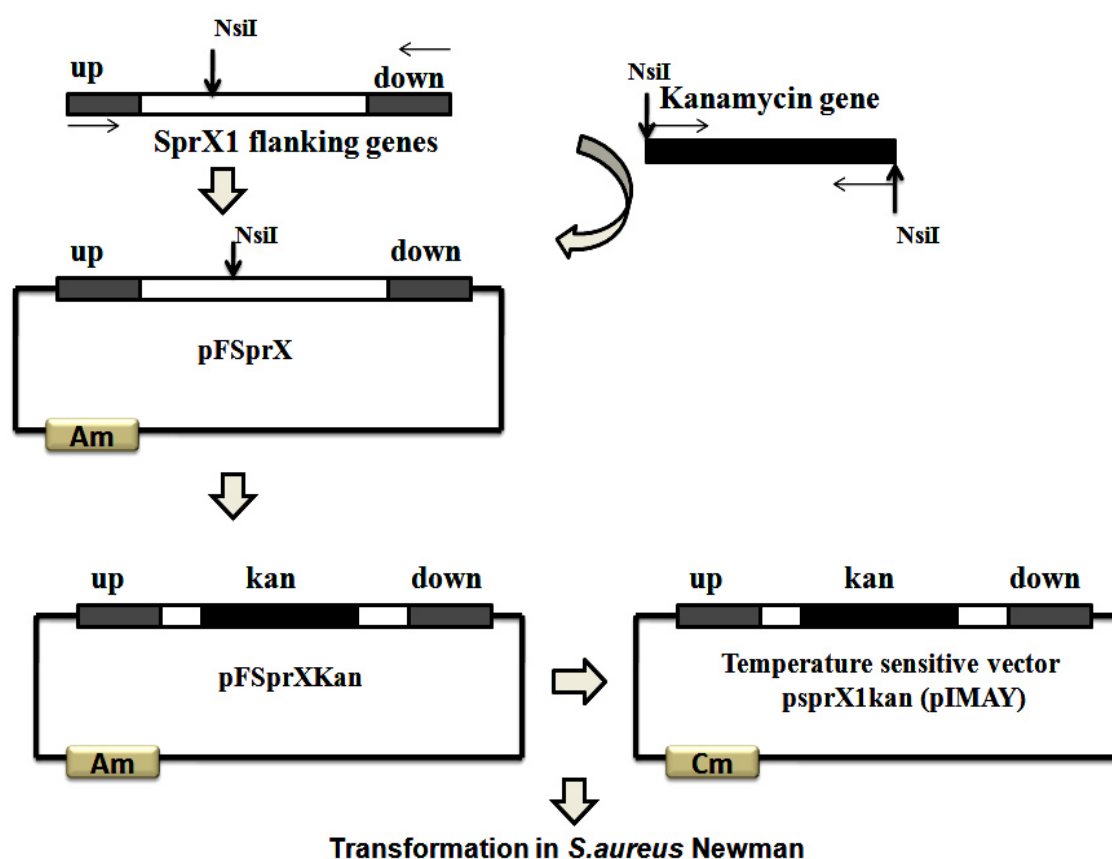 NsiI
up
down
SprX1 flanking genes
NsiI
Kanamycin gene
NsiI
up
NsiI
down
pFSprX
Am
up
kan
down
pFSprXKan
Am
up
kan
down
Temperature sensitive vector
psprX1kan (pIMAY)
Cm
Transformation in S.aureus Newman